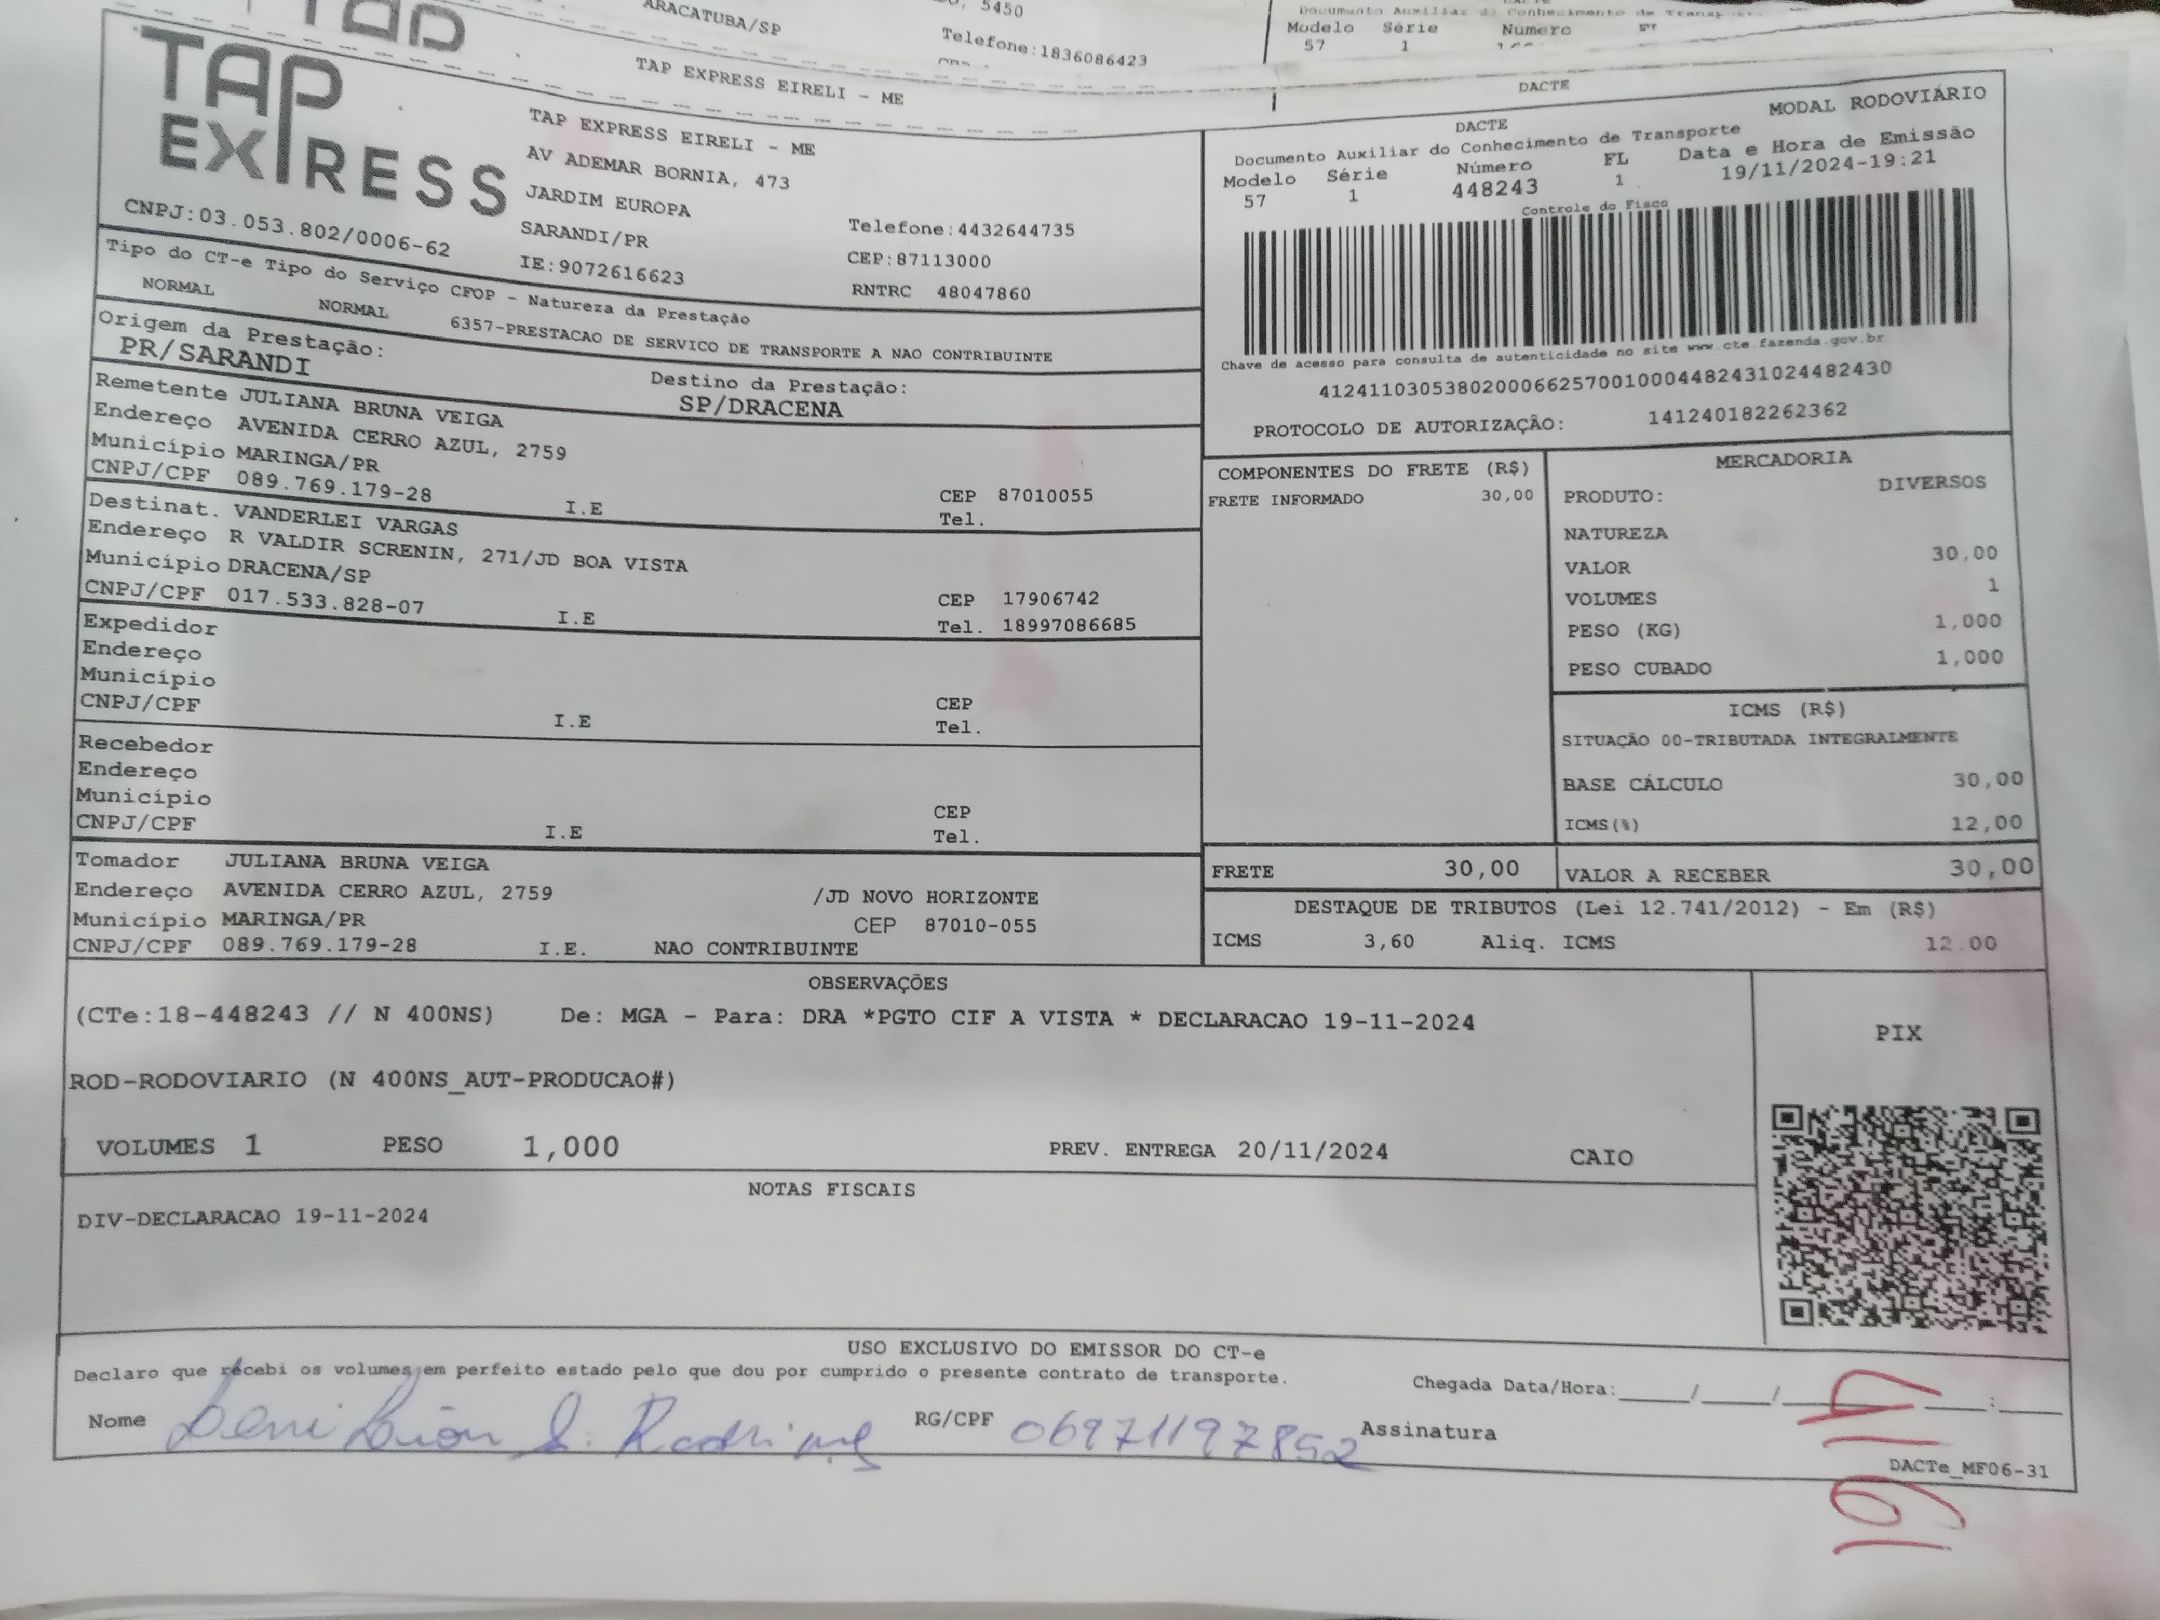 ARACATUBA/SP
5450
Telefone:1836086423
Documento Auxiliar do Conhecimento de
Modelo Série Número
57 1
TAP EXPRESS EIRELI - ME
DACTE
TAP EXPRESS
CNPJ:03.053.802/0006-62
TAP EXPRESS EIRELI - ME
AV ADEMAR BORNIA, 473
JARDIM EUROPA
SARANDI/PR
IE:9072616623
Telefone:4432644735
CEP:87113000
RNTRC 48047860
DACTE MODAL RODOVIÁRIO
Documento Auxiliar do Conhecimento de Transporte
Modelo Série Número FL Data e Hora de Emissão
57 1 448243 1 19/11/2024-19:21
Controle do Fisco
Chave de acesso para consulta de autenticidade no site www.cte.fazenda.gov.br
41241103053802000662570010004482431024482430
PROTOCOLO DE AUTORIZAÇÃO: 141240182262362
Tipo do CT-e Tipo do Serviço CFOP - Natureza da Prestação
NORMAL NORMAL 6357-PRESTACAO DE SERVICO DE TRANSPORTE A NAO CONTRIBUINTE
Origem da Prestação: Destino da Prestação:
PR/SARANDI SP/DRACENA
Remetente JULIANA BRUNA VEIGA
Endereço AVENIDA CERRO AZUL, 2759
Município MARINGA/PR CEP 87010055
CNPJ/CPF 089.769.179-28 I.E Tel.
Destinat. VANDERLEI VARGAS
Endereço R VALDIR SCRENIN, 271/JD BOA VISTA
Município DRACENA/SP CEP 17906742
CNPJ/CPF 017.533.828-07 I.E Tel. 18997086685
Expedidor
Endereço
Município CEP
CNPJ/CPF I.E Tel.
Recebedor
Endereço
Município CEP
CNPJ/CPF I.E Tel.
Tomador JULIANA BRUNA VEIGA
Endereço AVENIDA CERRO AZUL, 2759 /JD NOVO HORIZONTE
Município MARINGA/PR CEP 87010-055
CNPJ/CPF 089.769.179-28 I.E. NAO CONTRIBUINTE
COMPONENTES DO FRETE (R$)
FRETE INFORMADO 30,00
MERCADORIA
PRODUTO: DIVERSOS
NATUREZA
VALOR 30,00
VOLUMES 1
PESO (KG) 1,000
PESO CUBADO 1,000
ICMS (R$)
SITUAÇÃO 00-TRIBUTADA INTEGRALMENTE
BASE CÁLCULO 30,00
ICMS(%) 12,00
FRETE 30,00 VALOR A RECEBER 30,00
DESTAQUE DE TRIBUTOS (Lei 12.741/2012) - Em (R$)
ICMS 3,60 Aliq. ICMS 12.00
OBSERVAÇÕES
(CTe:18-448243 // N 400NS) De: MGA - Para: DRA *PGTO CIF A VISTA * DECLARACAO 19-11-2024
ROD-RODOVIARIO (N 400NS_AUT-PRODUCAO#)
VOLUMES 1 PESO 1,000 PREV. ENTREGA 20/11/2024 CAIO
PIX
NOTAS FISCAIS
DIV-DECLARACAO 19-11-2024
USO EXCLUSIVO DO EMISSOR DO CT-e
Declaro que recebi os volumes em perfeito estado pelo que dou por cumprido o presente contrato de transporte.
Chegada Data/Hora:____/____/____ ____:____
Nome RG/CPF 06971197852 Assinatura
DACTe_MF06-31